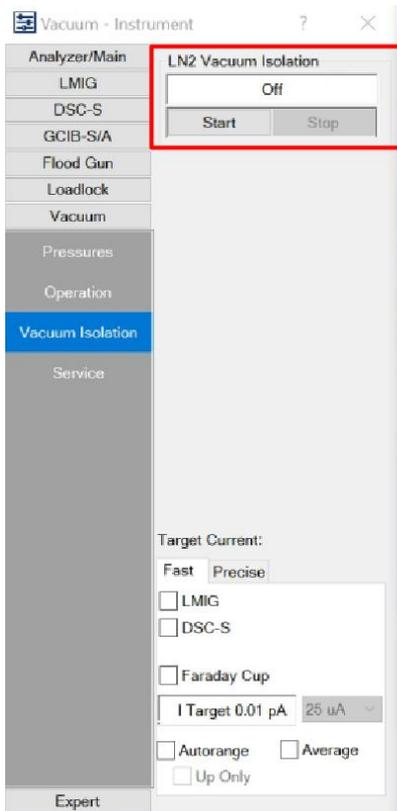 Vacuum - Instrument ? ×
Analyzer/Main
LMIG
DSC-S
GCIB-S/A
Flood Gun
Loadlock
Vacuum
Pressures
Operation
Vacuum Isolation
Service
Expert
LN2 Vacuum Isolation
Off
Start Stop
Target Current:
Fast Precise
LMIG
DSC-S
Faraday Cup
I Target 0.01 pA 25 uA
Autorange Average
Up Only